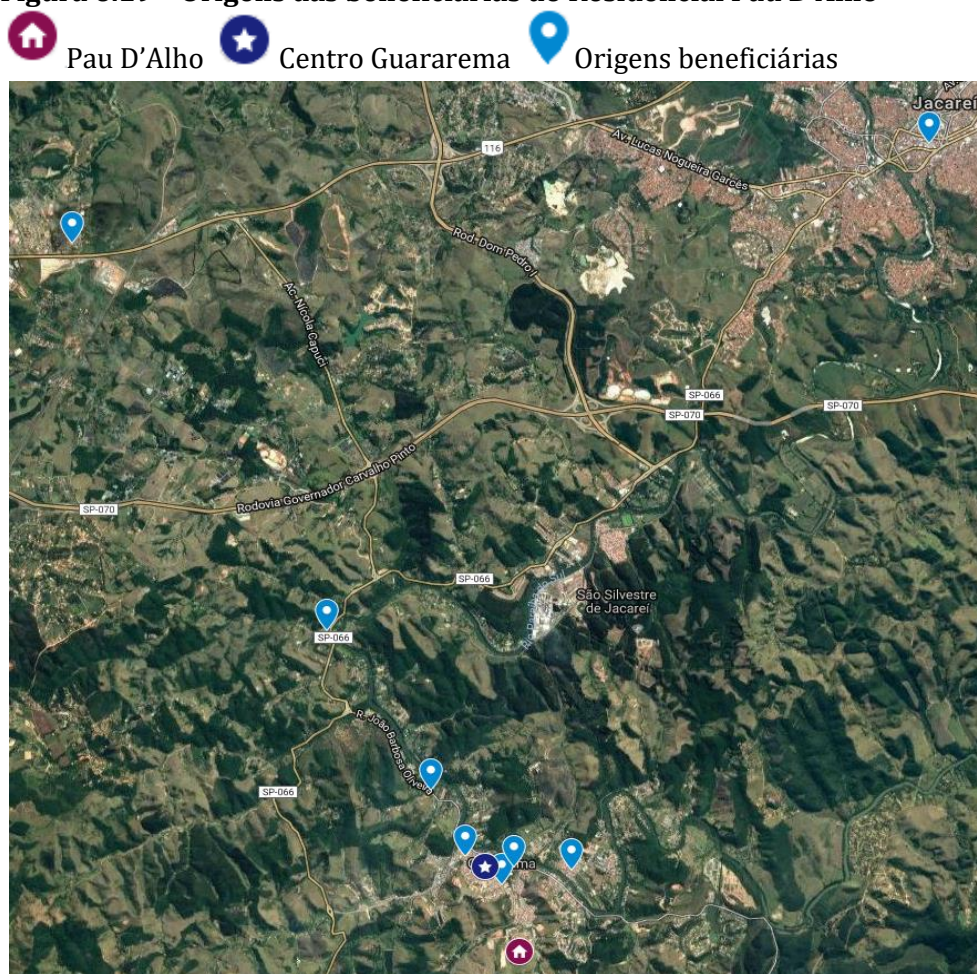 Pau D’Alho Centro Guararema Origens beneficiárias
Jacareí
116
Av. Lucas Nogueira Garcês
Rod. Dom Pedro I
Ac. Nicola Capuci
SP-066
SP-070
SP-070
Rodovia Governador Carvalho Pinto
SP-070
SP-066
São Silvestre
de Jacareí
SP-066
R. João Barbosa Oliveira
SP-066